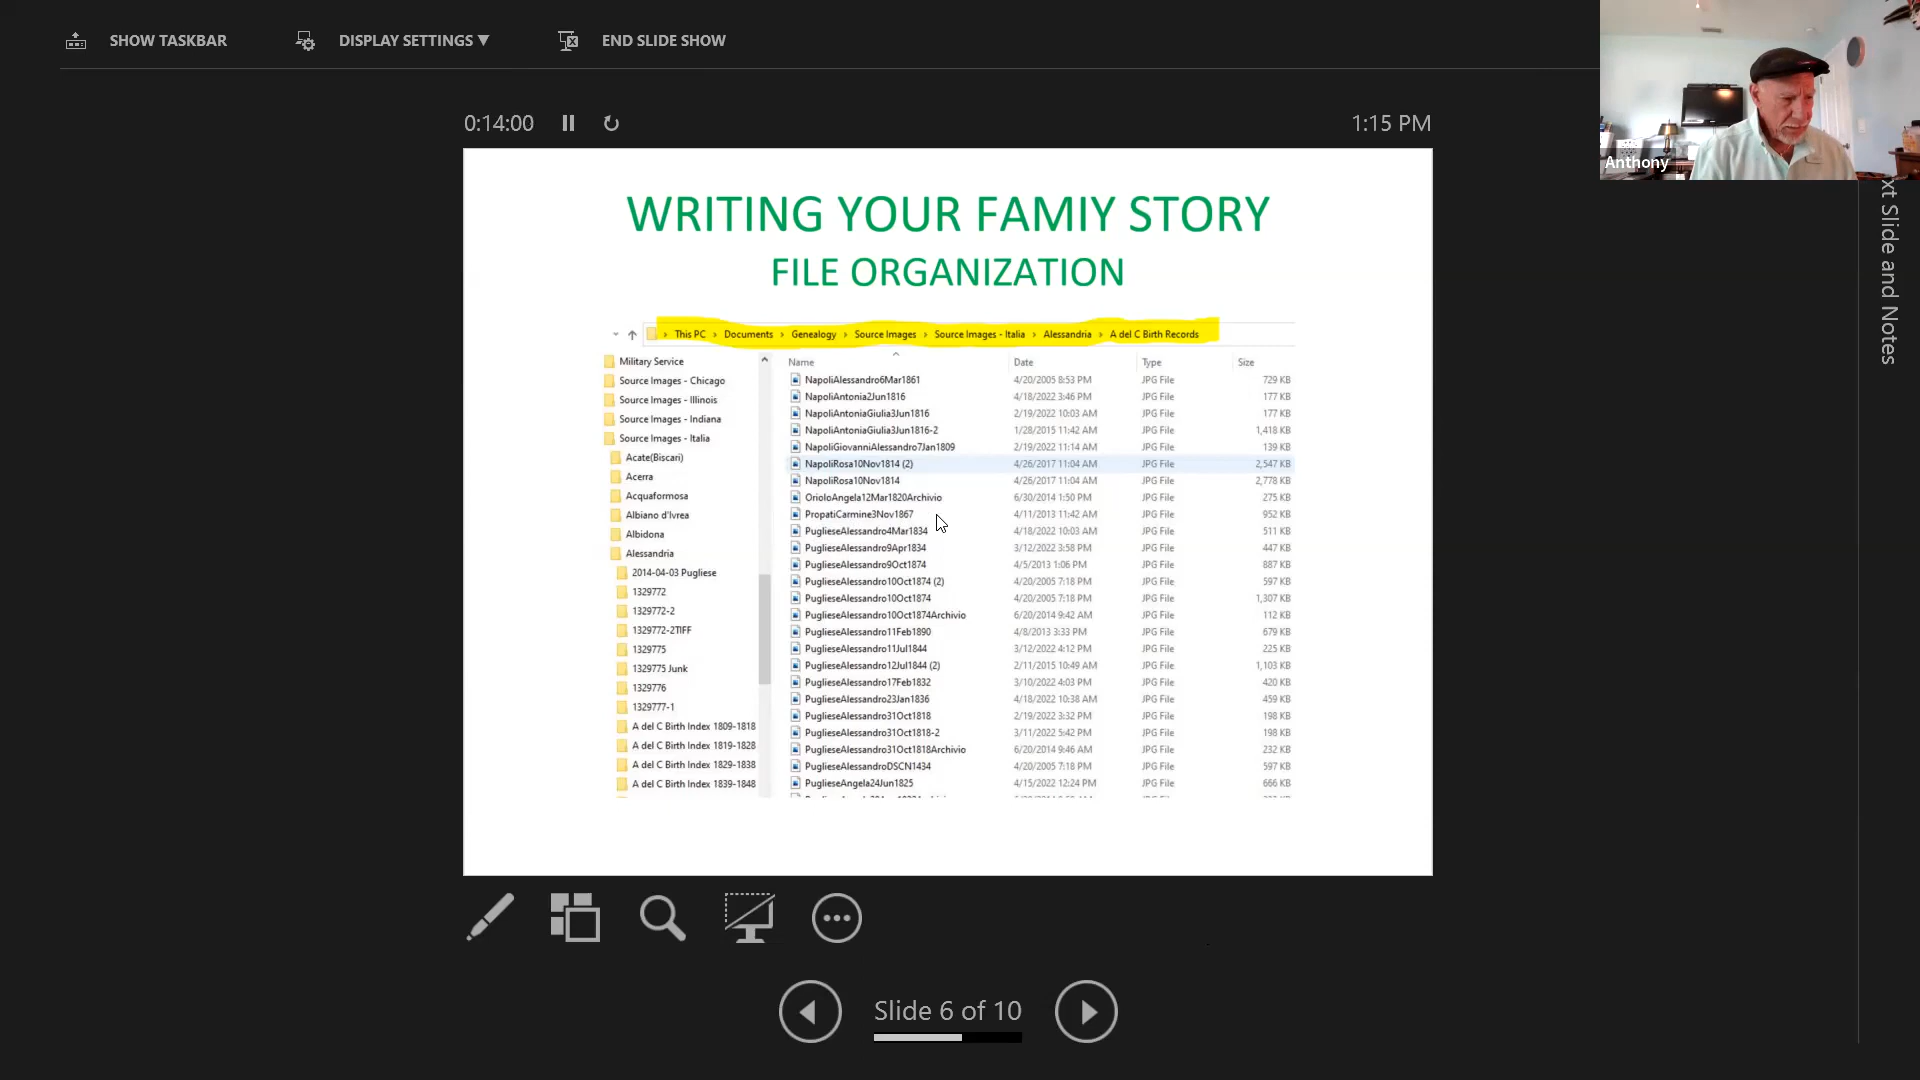 SHOW TASKBAR DISPLAY SETTINGS ▼ END SLIDE SHOW
0:14:00 1:15 PM
Anthony
WRITING YOUR FAMIY STORY
FILE ORGANIZATION
This PC > Documents > Genealogy > Source Images > Source Images - Italia > Alessandria > A del C Birth Records
Military Service
Source Images - Chicago
Source Images - Illinois
Source Images - Indiana
Source Images - Italia
Acate(Biscari)
Acerra
Acquaformosa
Albiano d'Ivrea
Albidona
Alessandria
2014-04-03 Pugliese
1329772
1329772-2
1329772-2TIFF
1329775
1329775 Junk
1329776
1329777-1
A del C Birth Index 1809-1818
A del C Birth Index 1819-1828
A del C Birth Index 1829-1838
A del C Birth Index 1839-1848
Name Date Type Size
NapoliAlessandro6Mar1861 4/20/2005 8:53 PM JPG File 729 KB
NapoliAntonia2Jun1816 4/18/2022 3:46 PM JPG File 177 KB
NapoliAntoniaGiulia3Jun1816 2/19/2022 10:03 AM JPG File 177 KB
NapoliAntoniaGiulia3Jun1816-2 1/28/2015 11:42 AM JPG File 1,418 KB
NapoliGiovanniAlessandro7Jan1809 2/19/2022 11:14 AM JPG File 139 KB
NapoliRosa10Nov1814 (2) 4/26/2017 11:04 AM JPG File 2,547 KB
NapoliRosa10Nov1814 4/26/2017 11:04 AM JPG File 2,778 KB
OrioloAngela12Mar1820Archivio 6/30/2014 1:50 PM JPG File 275 KB
PropatiCarmine3Nov1867 4/11/2013 11:42 AM JPG File 952 KB
PuglieseAlessandro4Mar1834 4/18/2022 10:03 AM JPG File 511 KB
PuglieseAlessandro9Apr1834 3/12/2022 3:58 PM JPG File 447 KB
PuglieseAlessandro9Oct1874 4/5/2013 1:06 PM JPG File 887 KB
PuglieseAlessandro10Oct1874 (2) 4/20/2005 7:18 PM JPG File 597 KB
PuglieseAlessandro10Oct1874 4/20/2005 7:18 PM JPG File 1,307 KB
PuglieseAlessandro10Oct1874Archivio 6/20/2014 9:42 AM JPG File 112 KB
PuglieseAlessandro11Feb1890 4/8/2013 3:33 PM JPG File 679 KB
PuglieseAlessandro11Jul1844 3/12/2022 4:12 PM JPG File 225 KB
PuglieseAlessandro12Jul1844 (2) 2/11/2015 10:49 AM JPG File 1,103 KB
PuglieseAlessandro17Feb1832 3/10/2022 4:03 PM JPG File 420 KB
PuglieseAlessandro23Jan1836 4/18/2022 10:38 AM JPG File 459 KB
PuglieseAlessandro31Oct1818 2/19/2022 3:32 PM JPG File 198 KB
PuglieseAlessandro31Oct1818-2 3/11/2022 5:42 PM JPG File 198 KB
PuglieseAlessandro31Oct1818Archivio 6/20/2014 9:46 AM JPG File 232 KB
PuglieseAlessandroDSCN1434 4/20/2005 7:18 PM JPG File 597 KB
PuglieseAngela24Jun1825 4/15/2022 12:24 PM JPG File 666 KB
Slide 6 of 10
xt Slide and Notes